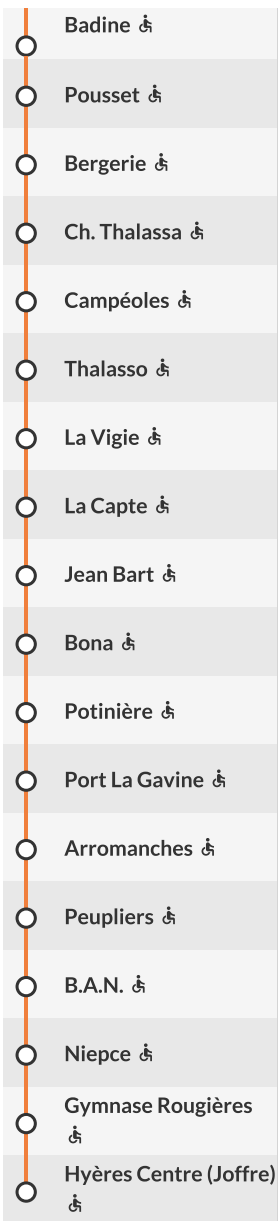 Badine
Pousset
Bergerie
Ch. Thalassa
Campéoles
Thalasso
La Vigie
La Capte
Jean Bart
Bona
Potinière
Port La Gavine
Arromanches
Peupliers
B.A.N.
Niepce
Gymnase Rougières
Hyères Centre (Joffre)